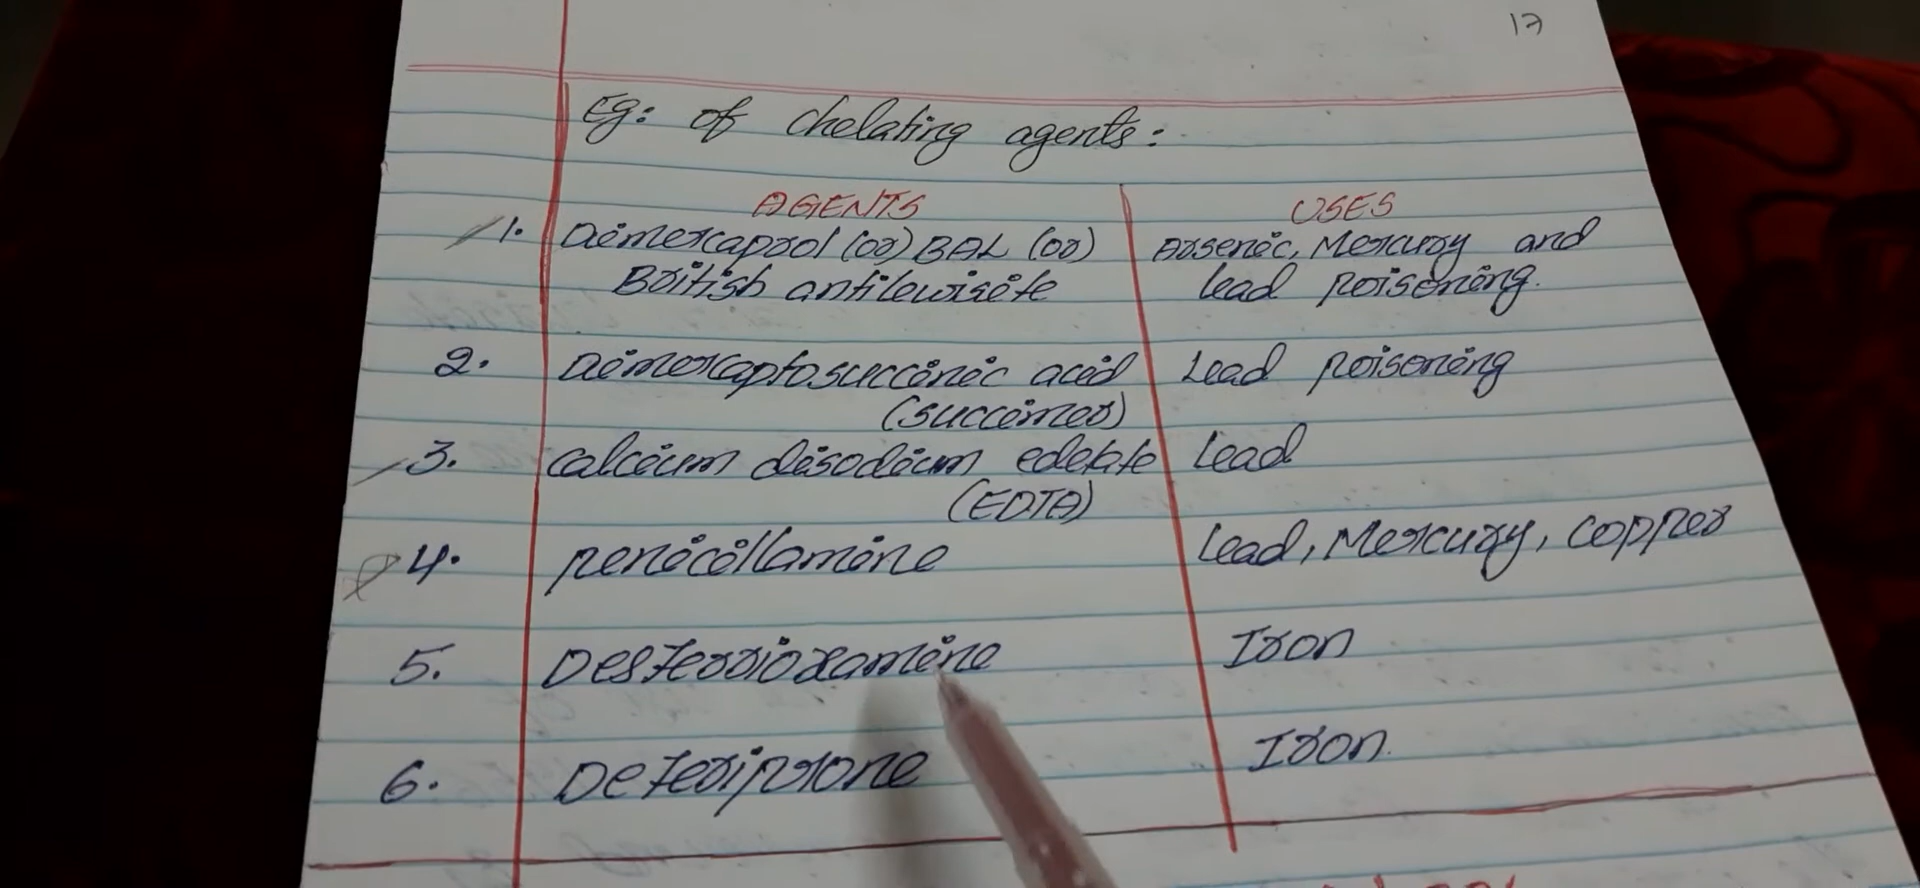 17
Eg: of chelating agents:
AGENTS USES
1. Dimercaprol (or) BAL (or) Arsenic, Mercury and
British antilewisite lead poisoning.
2. Dimercaptosuccinic acid Lead poisoning
(succimer)
3. calcium disodium edetate Lead
(EDTA)
4. penicillamine Lead, Mercury, copper
5. Desferrioxamine Iron
6. Deferiprone Iron.